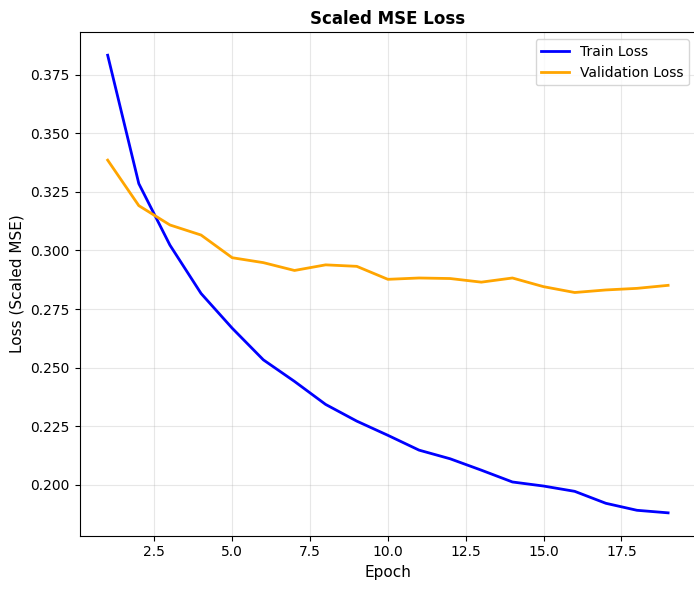 Scaled MSE Loss
Train Loss
Validation Loss
Loss (Scaled MSE)
0.375
0.350
0.325
0.300
0.275
0.250
0.225
0.200
2.5 5.0 7.5 10.0 12.5 15.0 17.5
Epoch